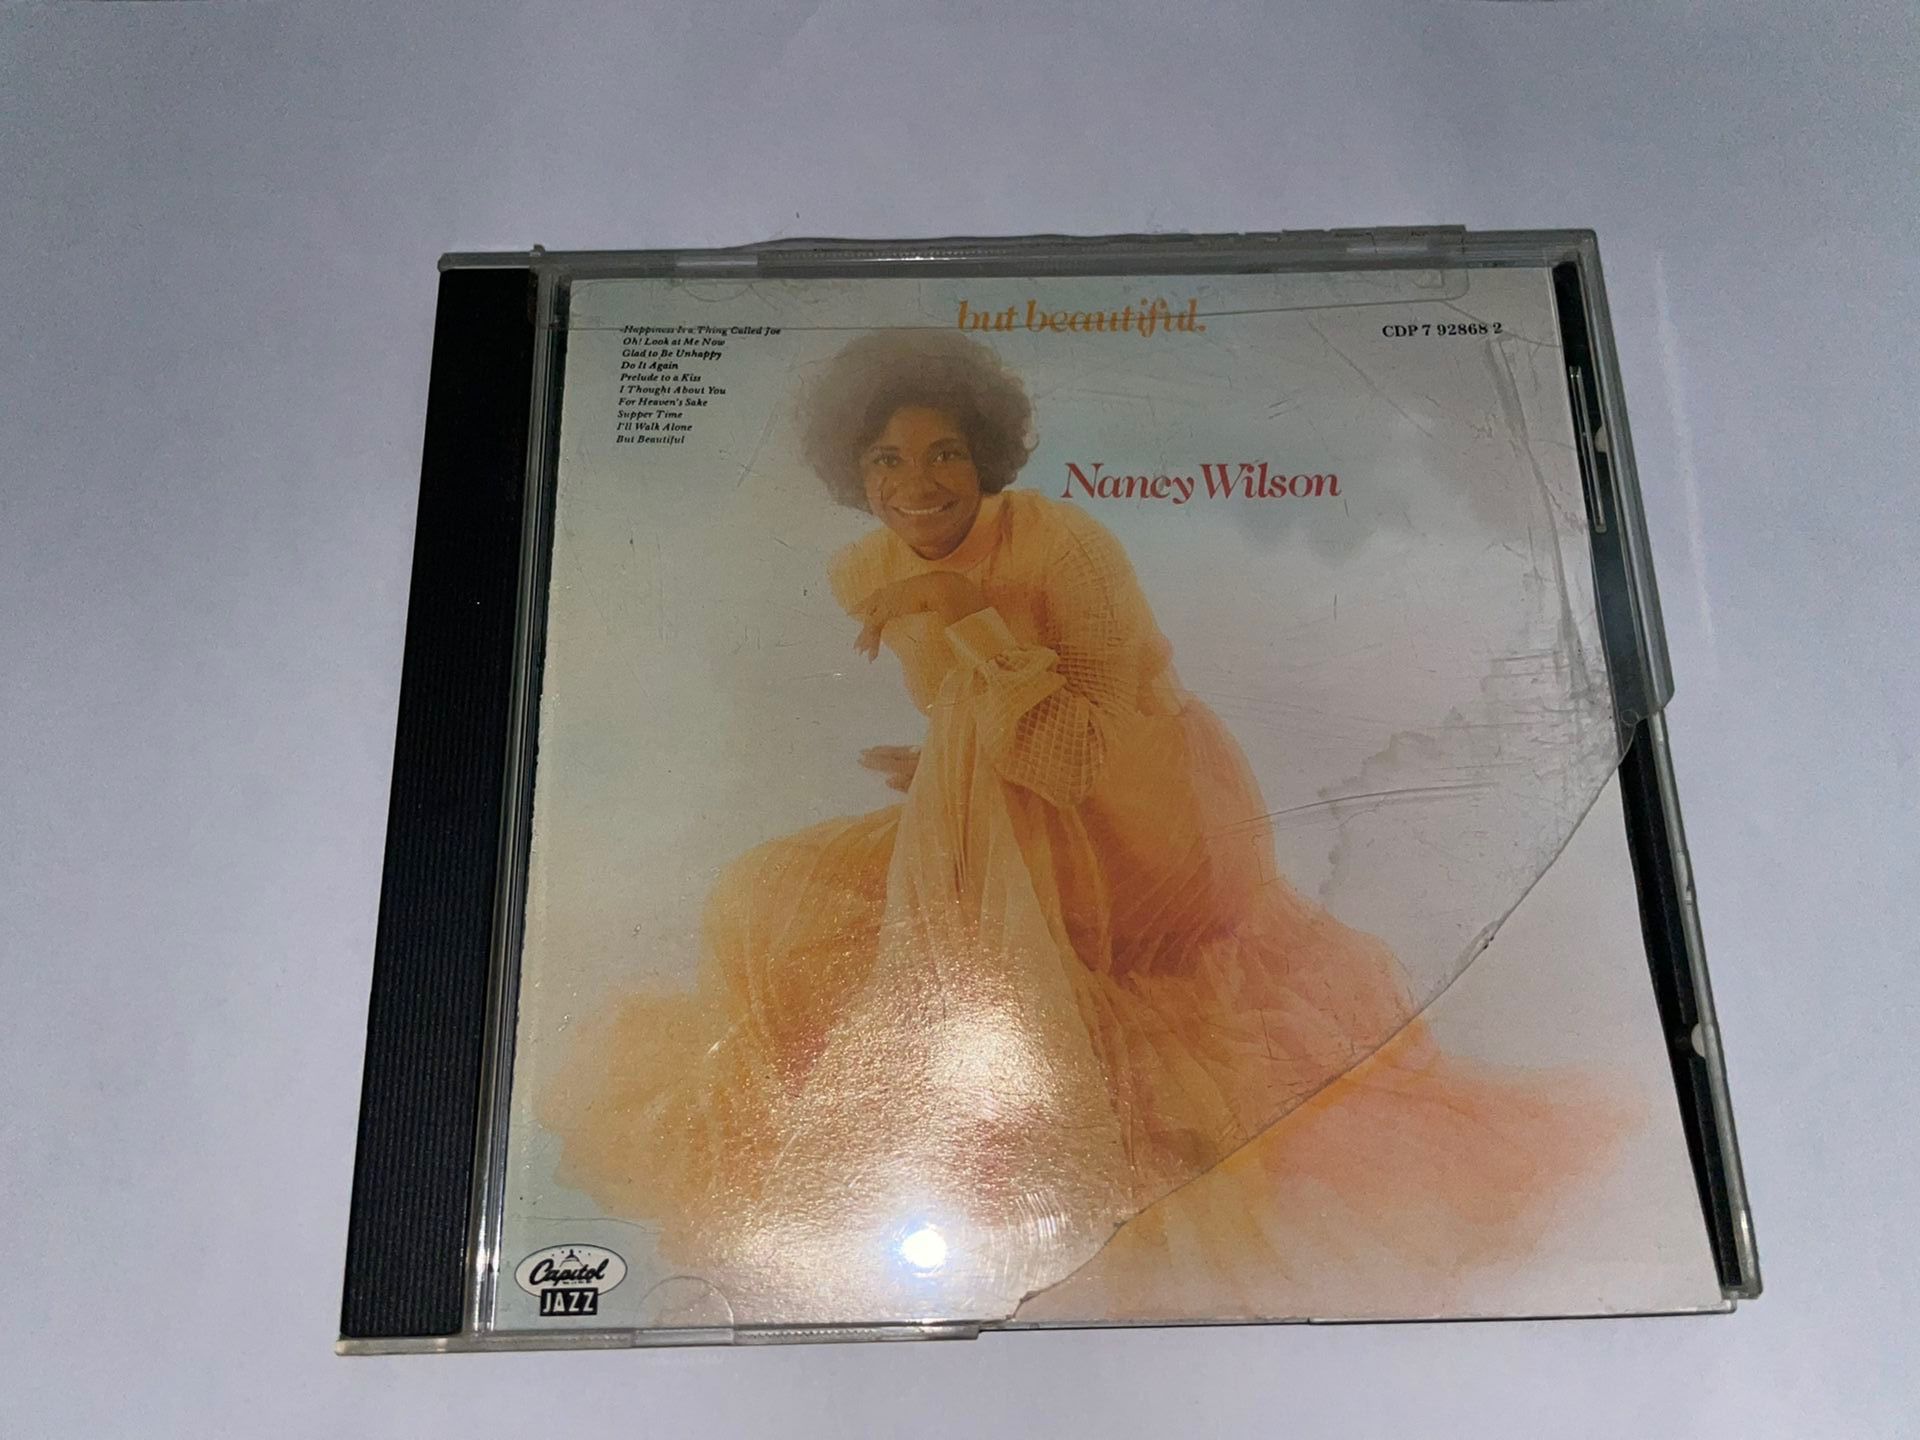 but beautiful.
Happiness Is a Thing Called Joe
Oh! Look at Me Now
Glad to Be Unhappy
Do It Again
Prelude to a Kiss
I Thought About You
For Heaven's Sake
Supper Time
I'll Walk Alone
But Beautiful
CDP 7 92868 2
Nancy Wilson
Capitol
JAZZ